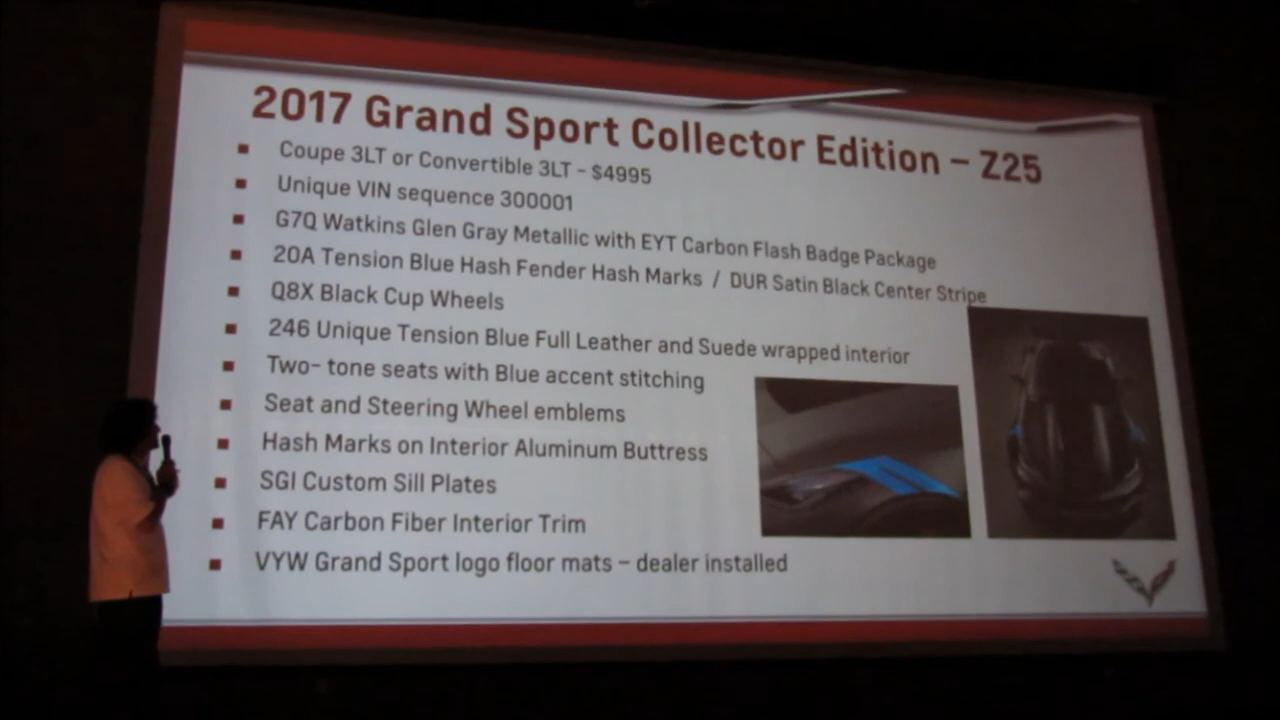 2017 Grand Sport Collector Edition – Z25
Coupe 3LT or Convertible 3LT - $4995
Unique VIN sequence 300001
G7Q Watkins Glen Gray Metallic with EYT Carbon Flash Badge Package
20A Tension Blue Hash Fender Hash Marks / DUR Satin Black Center Stripe
Q8X Black Cup Wheels
246 Unique Tension Blue Full Leather and Suede wrapped interior
Two- tone seats with Blue accent stitching
Seat and Steering Wheel emblems
Hash Marks on Interior Aluminum Buttress
SGI Custom Sill Plates
FAY Carbon Fiber Interior Trim
VYW Grand Sport logo floor mats – dealer installed